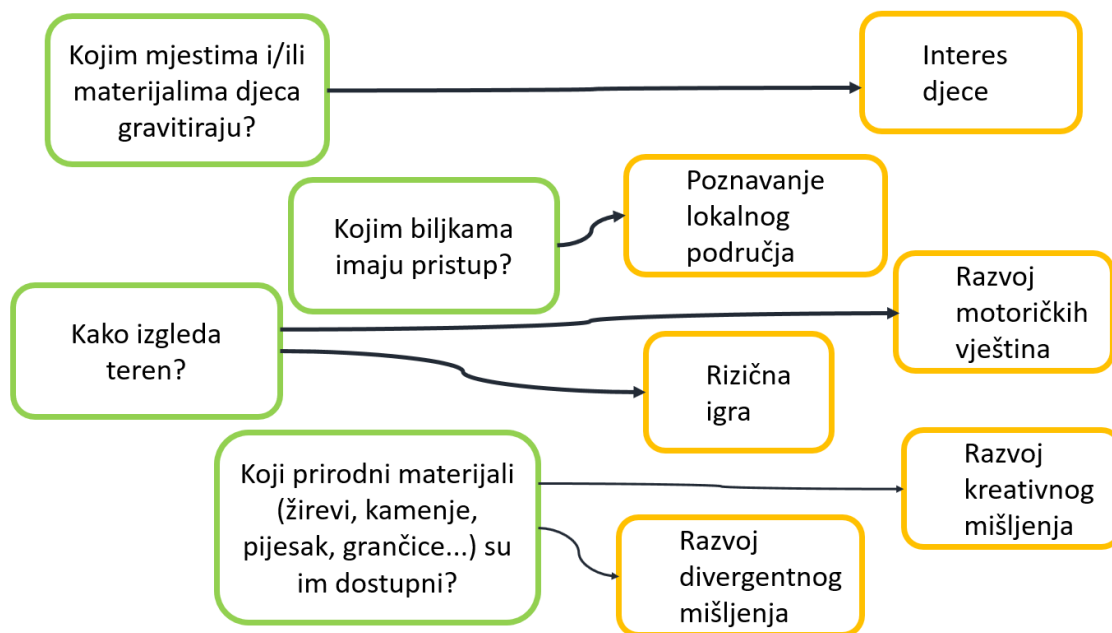 Kojim mjestima i/ili
materijalima djeca
gravitiraju?
Interes
djece
Kojim biljkama
imaju pristup?
Poznavanje
lokalnog
područja
Kako izgleda
teren?
Razvoj
motoričkih
vještina
Rizična
igra
Koji prirodni materijali
(žirevi, kamenje,
pijesak, grančice...) su
im dostupni?
Razvoj
kreativnog
mišljenja
Razvoj
divergentnog
mišljenja